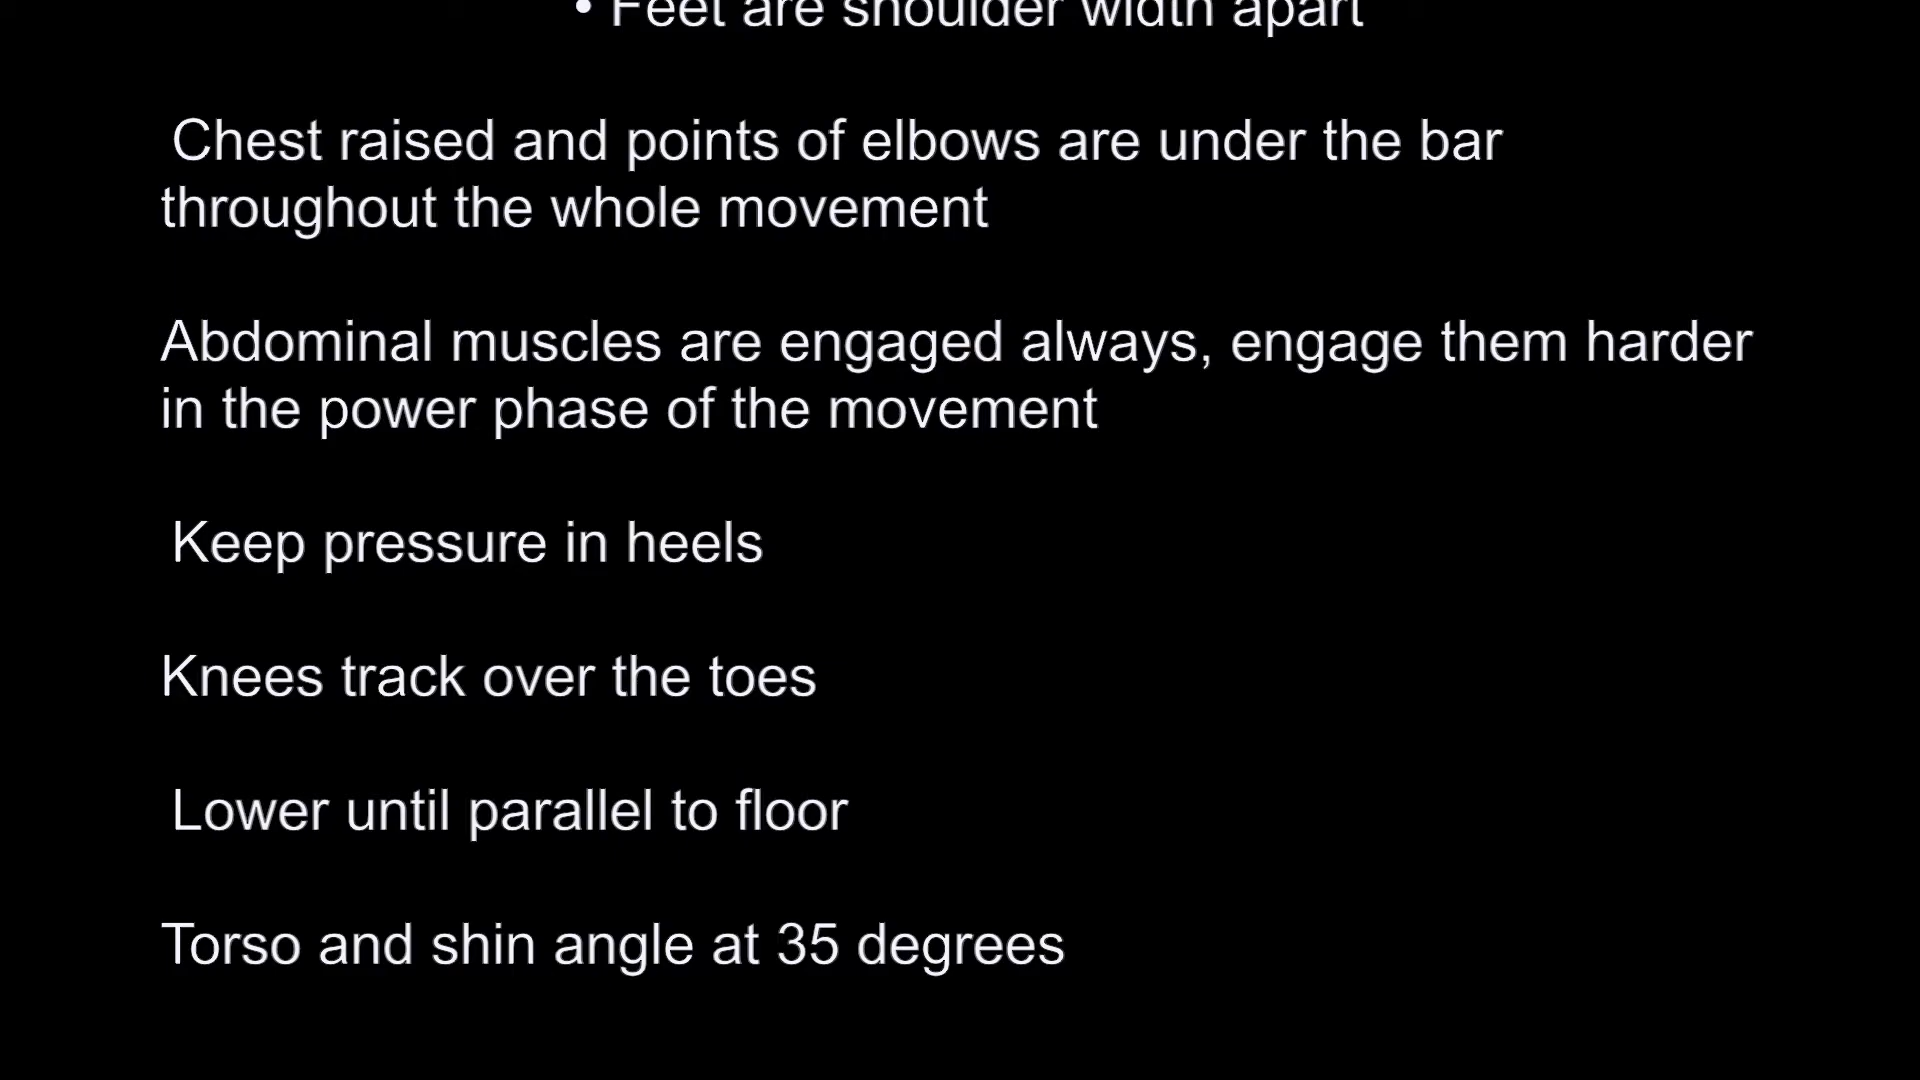 • Feet are shoulder width apart
Chest raised and points of elbows are under the bar
throughout the whole movement
Abdominal muscles are engaged always, engage them harder
in the power phase of the movement
Keep pressure in heels
Knees track over the toes
Lower until parallel to floor
Torso and shin angle at 35 degrees